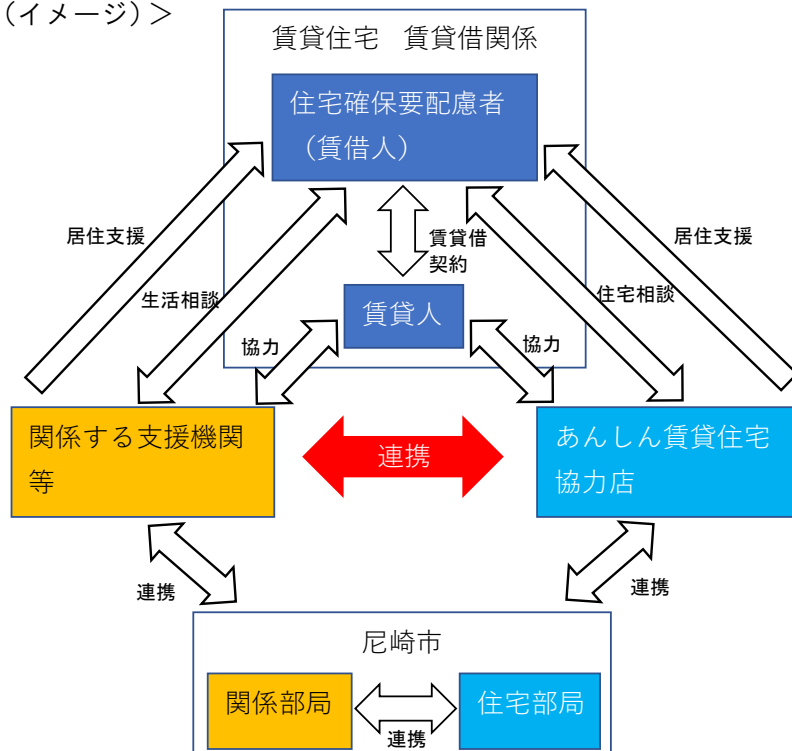 （イメージ）＞
賃貸住宅　賃貸借関係
住宅確保要配慮者
（賃借人）
居住支援
賃貸借
契約
居住支援
生活相談
住宅相談
賃貸人
協力
協力
関係する支援機関
等
連携
あんしん賃貸住宅
協力店
連携
連携
尼崎市
関係部局
連携
住宅部局